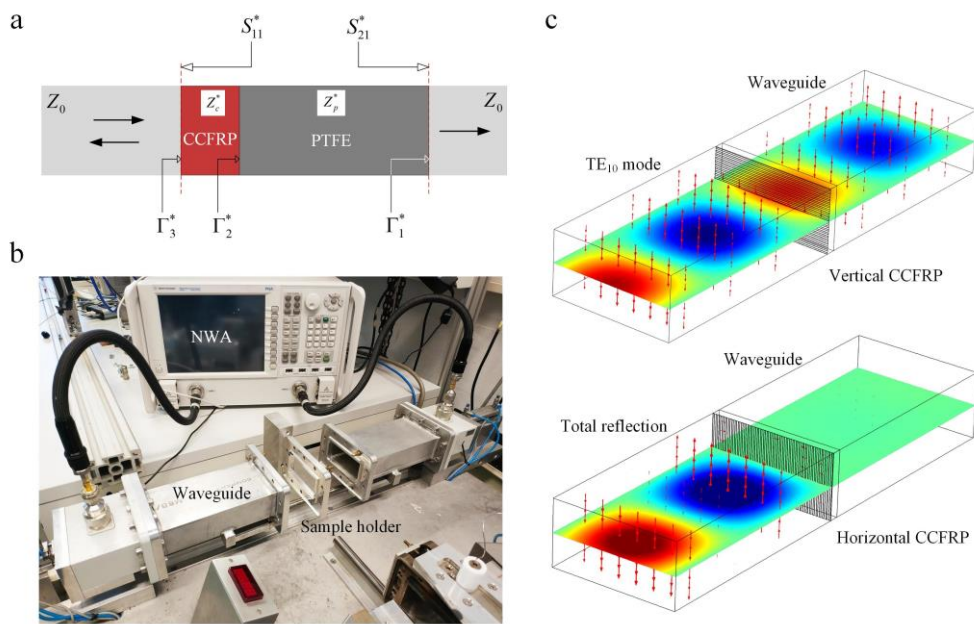 a
S*11
S*21
Z0
Z*c
Z*p
Z0
CCFRP
PTFE
Γ*3
Γ*2
Γ*1
b
NWA
Waveguide
Sample holder
c
Waveguide
TE10 mode
Vertical CCFRP
Waveguide
Total reflection
Horizontal CCFRP